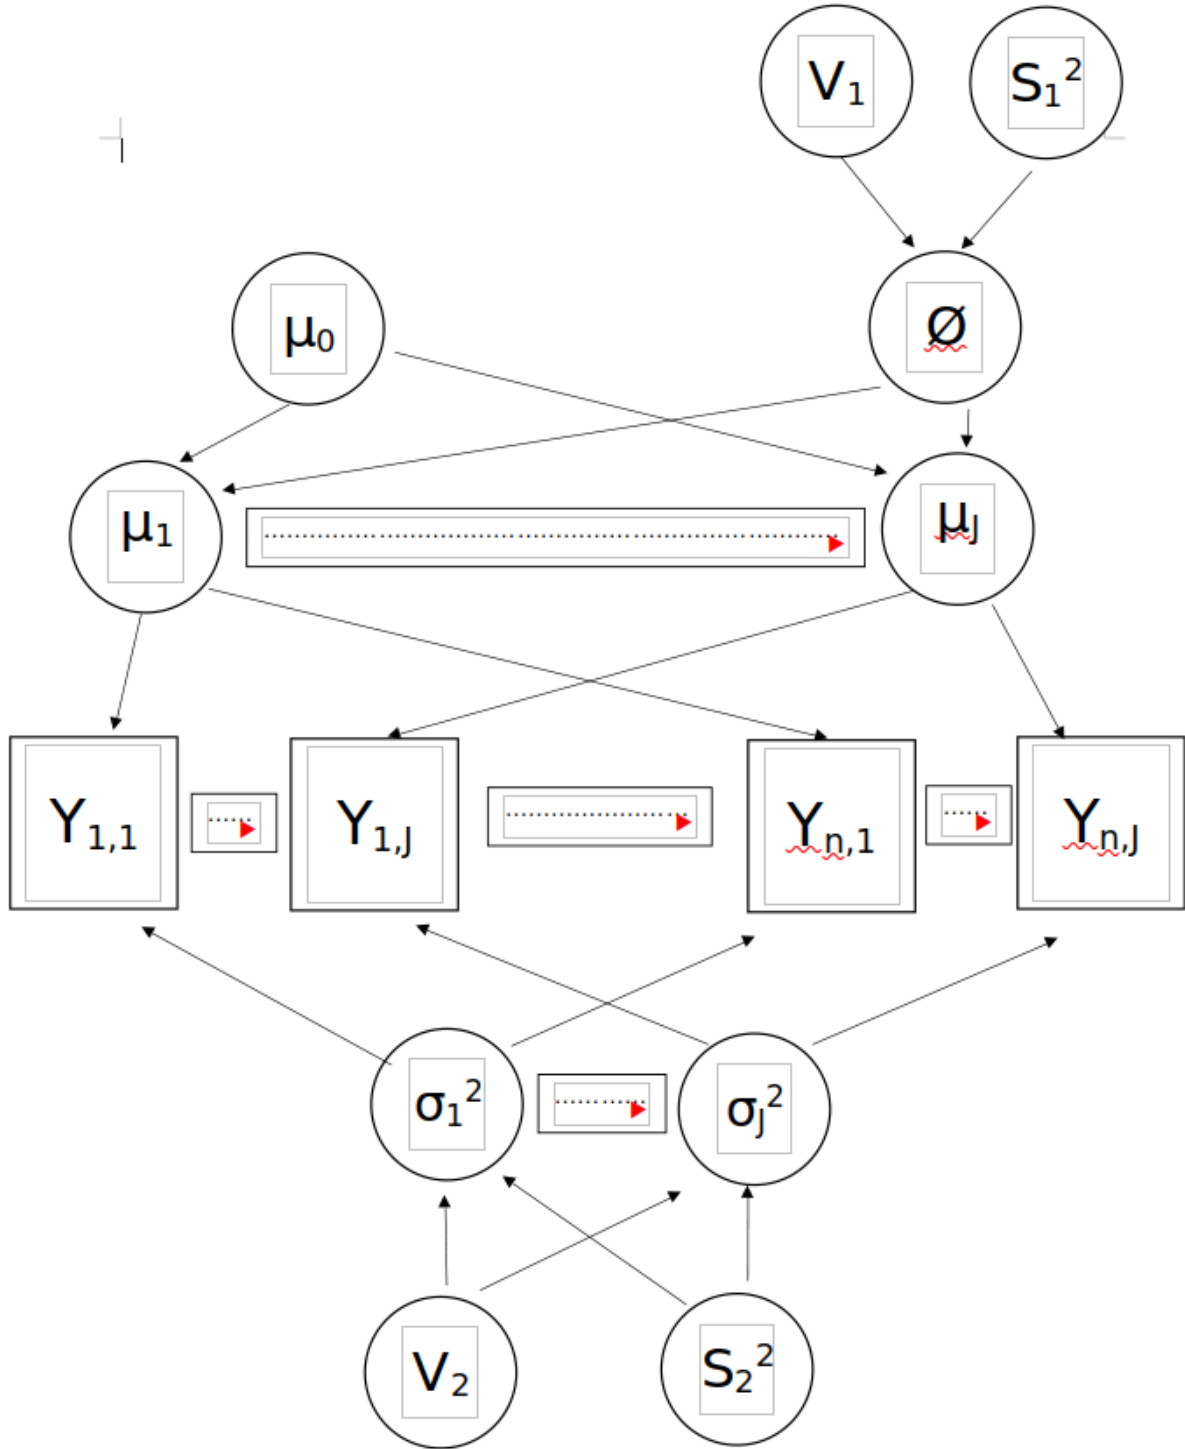 V₁ S₁²
μ₀ Ø
μ₁ ........................ μJ
Y₁,₁ ...... Y₁,J ........................ Yn,₁ ...... Yn,J
σ₁² ............ σJ²
V₂ S₂²